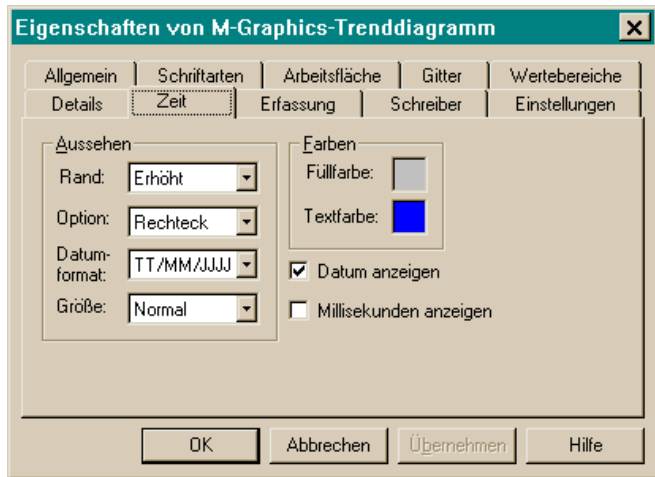 Eigenschaften von M-Graphics-Trenddiagramm
Allgemein Schriftarten Arbeitsfläche Gitter Wertebereiche
Details Zeit Erfassung Schreiber Einstellungen
Aussehen
Rand: Erhöht
Option: Rechteck
Datum-
format: TT/MM/JJJJ
Größe: Normal
Farben
Füllfarbe:
Textfarbe:
Datum anzeigen
Millisekunden anzeigen
OK Abbrechen Übernehmen Hilfe